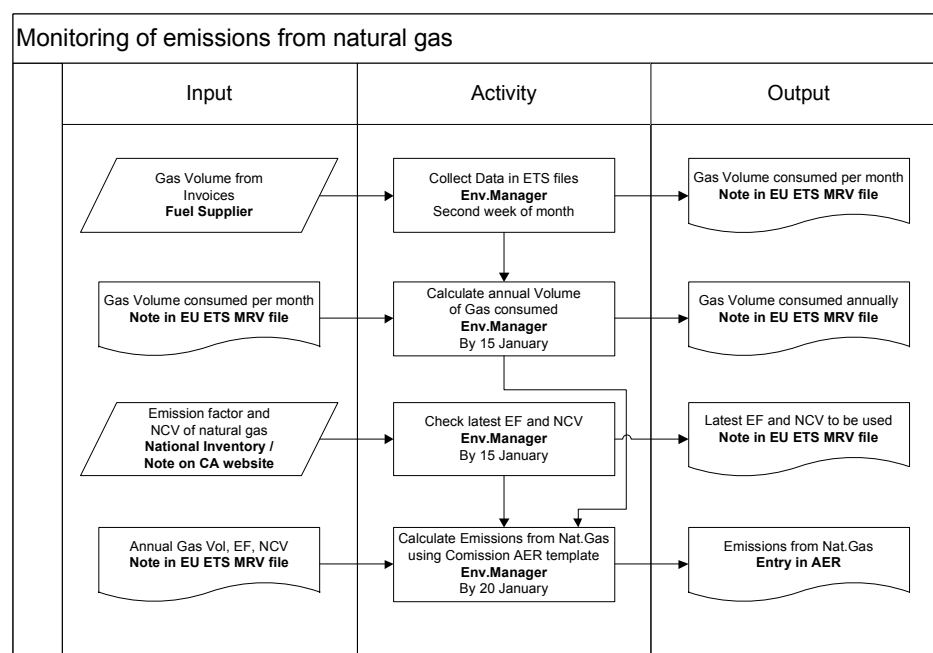 Monitoring of emissions from natural gas
Input
Activity
Output
Gas Volume from
Invoices
Fuel Supplier
Collect Data in ETS files
Env.Manager
Second week of month
Gas Volume consumed per month
Note in EU ETS MRV file
Gas Volume consumed per month
Note in EU ETS MRV file
Calculate annual Volume
of Gas consumed
Env.Manager
By 15 January
Gas Volume consumed annually
Note in EU ETS MRV file
Emission factor and
NCV of natural gas
National Inventory /
Note on CA website
Check latest EF and NCV
Env.Manager
By 15 January
Latest EF and NCV to be used
Note in EU ETS MRV file
Annual Gas Vol, EF, NCV
Note in EU ETS MRV file
Calculate Emissions from Nat.Gas
using Comission AER template
Env.Manager
By 20 January
Emissions from Nat.Gas
Entry in AER